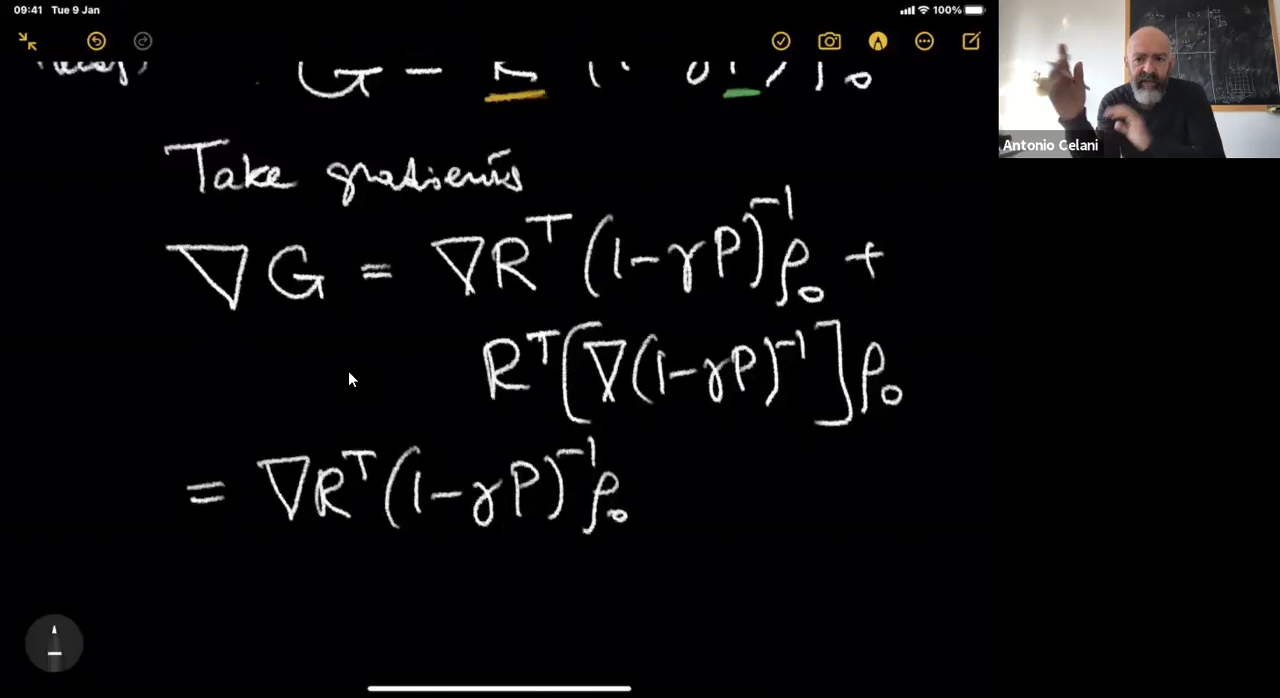 09:41 Tue 9 Jan
100%
Antonio Celani
Take gradients
∇G = ∇Rᵀ(1-γP)⁻¹ρ₀ +
Rᵀ[∇(1-γP)⁻¹]ρ₀
= ∇Rᵀ(1-γP)⁻¹ρ₀